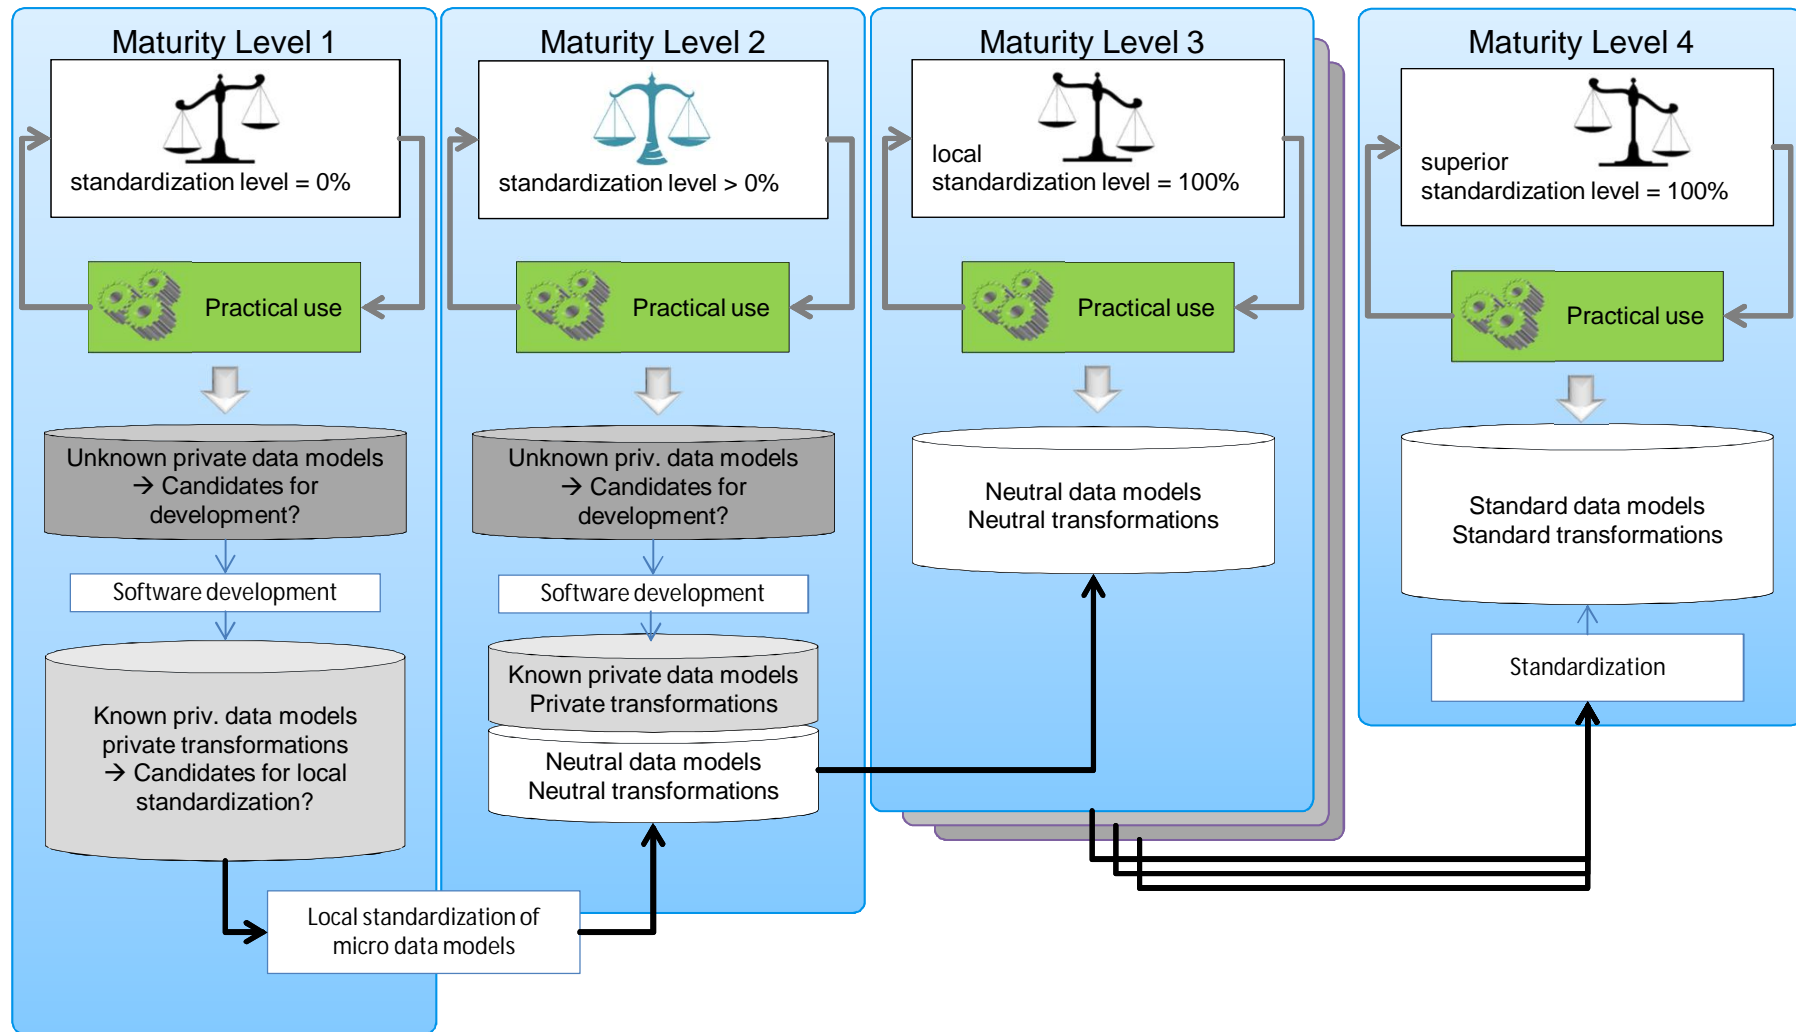 Maturity Level 1
standardization level = 0%
Practical use
Unknown private data models
→ Candidates for
development?
Software development
Known priv. data models
private transformations
→ Candidates for local
standardization?
Local standardization of
micro data models
Maturity Level 2
standardization level > 0%
Practical use
Unknown priv. data models
→ Candidates for
development?
Software development
Known private data models
Private transformations
Neutral data models
Neutral transformations
Maturity Level 3
local
standardization level = 100%
Practical use
Neutral data models
Neutral transformations
Maturity Level 4
superior
standardization level = 100%
Practical use
Standard data models
Standard transformations
Standardization